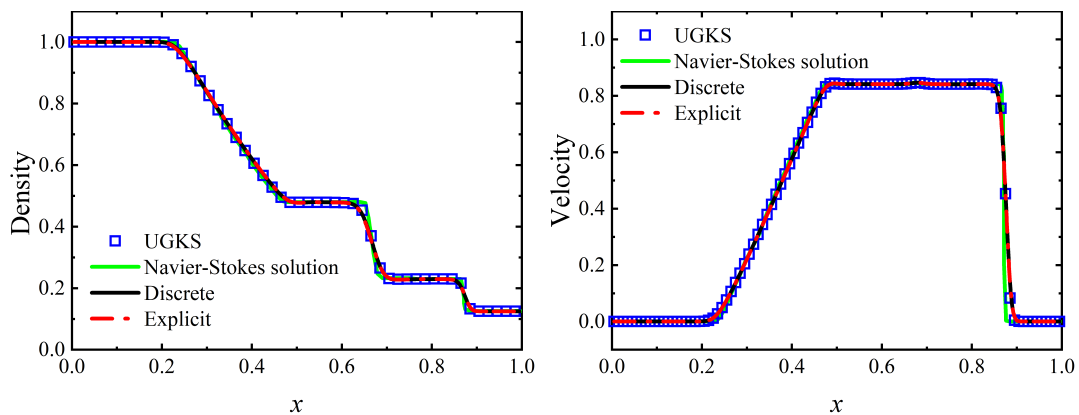 1.0
0.8
0.6
0.4
0.2
0.0
Density
UGKS
Navier-Stokes solution
Discrete
Explicit
0.0 0.2 0.4 0.6 0.8 1.0
x
1.0
0.8
0.6
0.4
0.2
0.0
Velocity
UGKS
Navier-Stokes solution
Discrete
Explicit
0.0 0.2 0.4 0.6 0.8 1.0
x